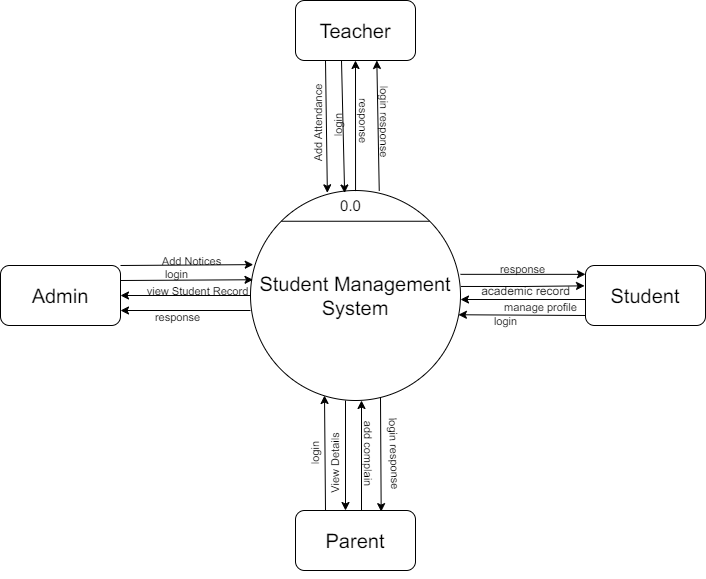 Teacher
Add Attendance
login
response
login response
0.0
Student Management
System
Admin
Add Notices
login
view Student Record
response
response
academic record
manage profile
login
Student
login
View Details
add complain
login response
Parent